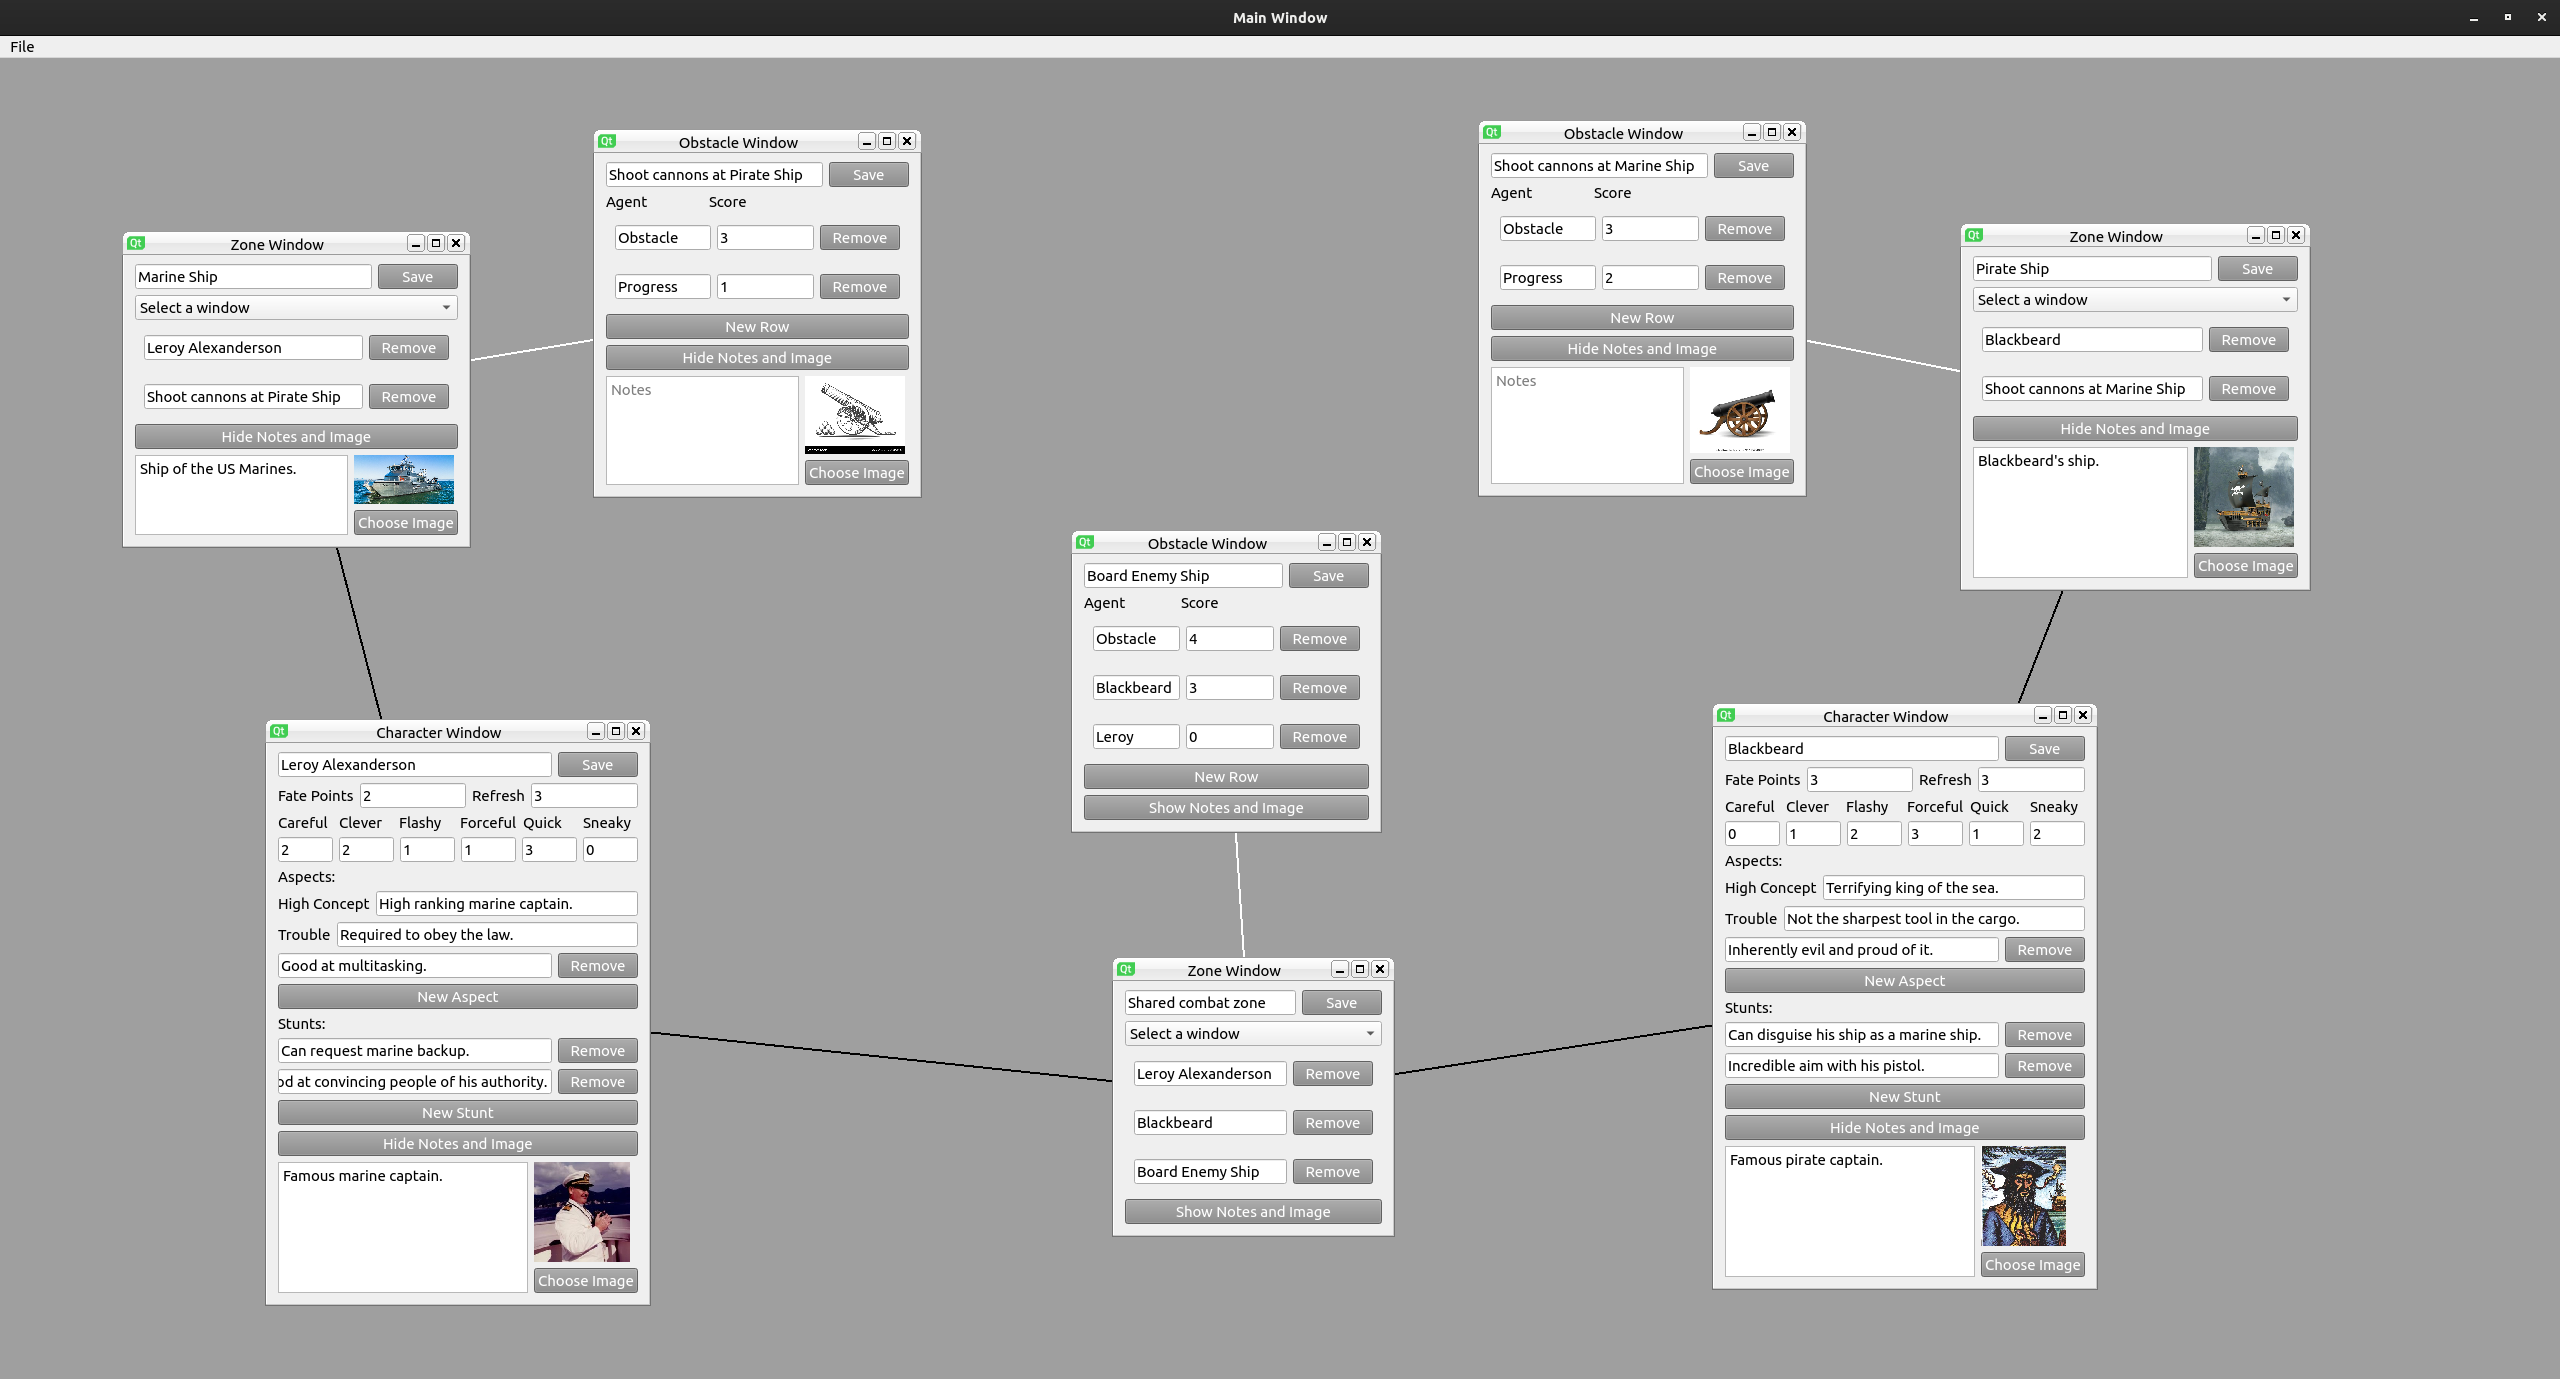 Main Window
File
Qt Obstacle Window
Shoot cannons at Pirate Ship Save
Agent Score
Obstacle 3 Remove
Progress 1 Remove
New Row
Hide Notes and Image
Notes
Choose Image
Qt Obstacle Window
Shoot cannons at Marine Ship Save
Agent Score
Obstacle 3 Remove
Progress 2 Remove
New Row
Hide Notes and Image
Notes
Choose Image
Qt Zone Window
Marine Ship Save
Select a window
Leroy Alexanderson Remove
Shoot cannons at Pirate Ship Remove
Hide Notes and Image
Ship of the US Marines.
Choose Image
Qt Zone Window
Pirate Ship Save
Select a window
Blackbeard Remove
Shoot cannons at Marine Ship Remove
Hide Notes and Image
Blackbeard's ship.
Choose Image
Qt Obstacle Window
Board Enemy Ship Save
Agent Score
Obstacle 4 Remove
Blackbeard 3 Remove
Leroy 0 Remove
New Row
Show Notes and Image
Qt Character Window
Leroy Alexanderson Save
Fate Points 2 Refresh 3
Careful Clever Flashy Forceful Quick Sneaky
2 2 1 1 3 0
Aspects:
High Concept High ranking marine captain.
Trouble Required to obey the law.
Good at multitasking. Remove
New Aspect
Stunts:
Can request marine backup. Remove
od at convincing people of his authority. Remove
New Stunt
Hide Notes and Image
Famous marine captain.
Choose Image
Qt Zone Window
Shared combat zone Save
Select a window
Leroy Alexanderson Remove
Blackbeard Remove
Board Enemy Ship Remove
Show Notes and Image
Qt Character Window
Blackbeard Save
Fate Points 3 Refresh 3
Careful Clever Flashy Forceful Quick Sneaky
0 1 2 3 1 2
Aspects:
High Concept Terrifying king of the sea.
Trouble Not the sharpest tool in the cargo.
Inherently evil and proud of it. Remove
New Aspect
Stunts:
Can disguise his ship as a marine ship. Remove
Incredible aim with his pistol. Remove
New Stunt
Hide Notes and Image
Famous pirate captain.
Choose Image